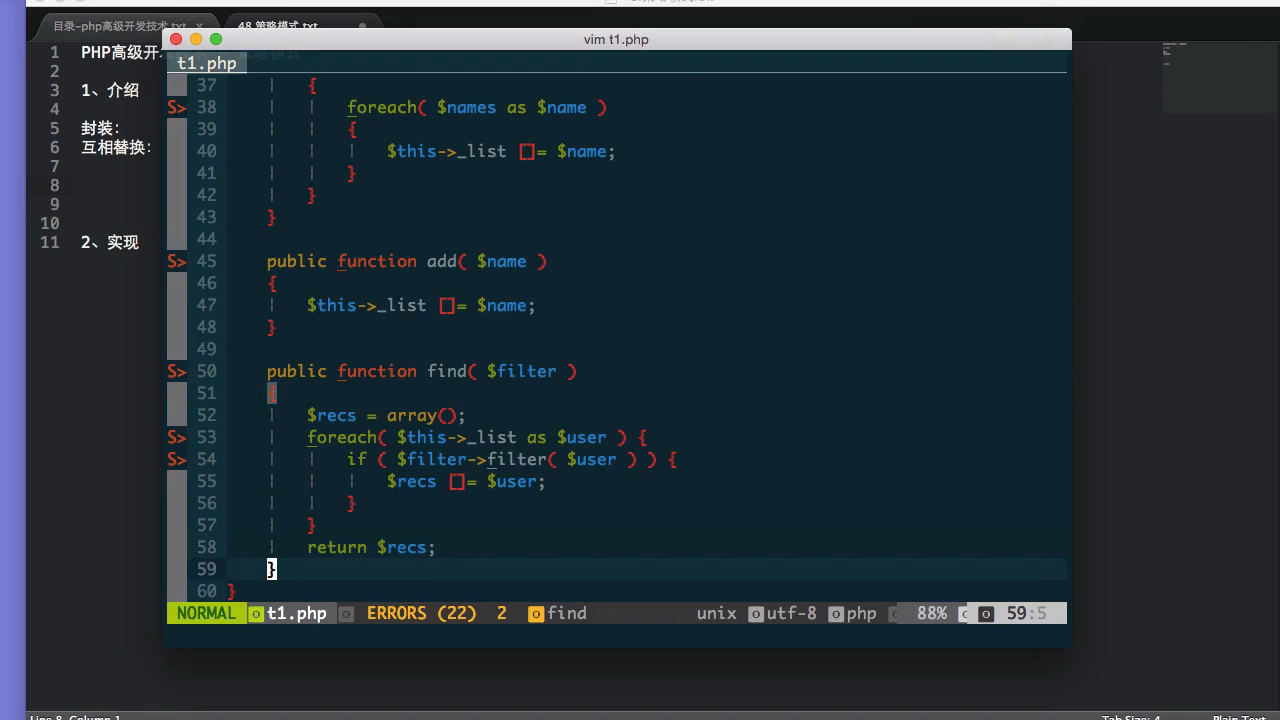 目录-php高级开发技术.txt ×
48.策略模式.txt
vim t1.php
1 PHP高级开
2
3 1、介绍
4
5 封装：
6 互相替换：
7
8
9
10
11 2、实现
t1.php
37 {
S> 38 foreach( $names as $name )
39 {
40 $this->_list []= $name;
41 }
42 }
43 }
44
S> 45 public function add( $name )
46 {
47 $this->_list []= $name;
48 }
49
S> 50 public function find( $filter )
51 {
52 $recs = array();
S> 53 foreach( $this->_list as $user ) {
S> 54 if ( $filter->filter( $user ) ) {
55 $recs []= $user;
56 }
57 }
58 return $recs;
59 }
60 }
NORMAL t1.php ERRORS (22) 2 find unix utf-8 php 88% 59:5
Line 8, Column 1 Tab Size: 4 Plain Text